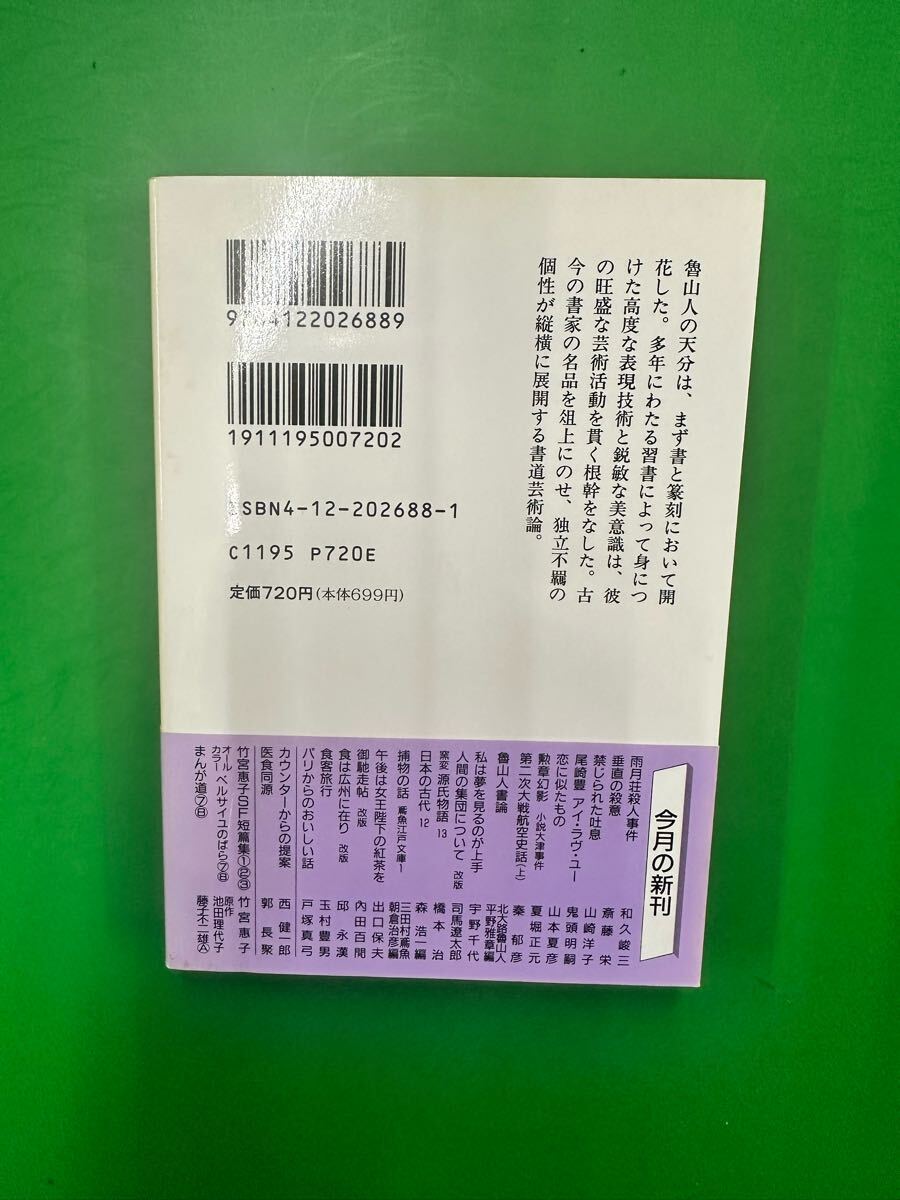 魯山人の天分は、まず書と篆刻において開
花した。多年にわたる習書によって身につ
けた高度な表現技術と鋭敏な美意識は、彼
の旺盛な芸術活動を貫く根幹をなした。古
今の書家の名品を俎上にのせ、独立不羈の
個性が縦横に展開する書道芸術論。
9784122026889
1911195007202
ISBN4-12-202688-1
C1195 P720E
定価720円(本体699円)
今月の新刊
雨月荘殺人事件 和久峻三
垂直の殺意 斎藤栄
禁じられた吐息 山崎洋子
尾崎豊 アイ・ラヴ・ユー 鬼頭明嗣
恋に似たもの 山本夏彦
勲章幻影 小説大津事件 夏堀正元
第二次大戦航空史話(上) 秦郁彦
魯山人書論 北大路魯山人 平野雅章編
私は夢を見るのが上手 宇野千代
人間の集団について 改版 司馬遼太郎
窯変 源氏物語 13 橋本治
日本の古代 12 森浩一編
捕物の話 鳶魚江戸文庫1 三田村鳶魚 朝倉治彦編
午後は女王陛下の紅茶を 出口保夫
御馳走帖 改版 內田百閒
食は広州に在り 改版 邱永漢
食客旅行 玉村豊男
パリからのおいしい話 戸塚真弓
カウンターからの提案 西健一郎
医食同源 郭長聚
竹宮惠子SF短篇集①②③ 竹宮惠子
オールカラー ベルサイユのばら⑦⑧ 原作 池田理代子
まんが道⑦⑧ 藤子不二雄Ⓐ